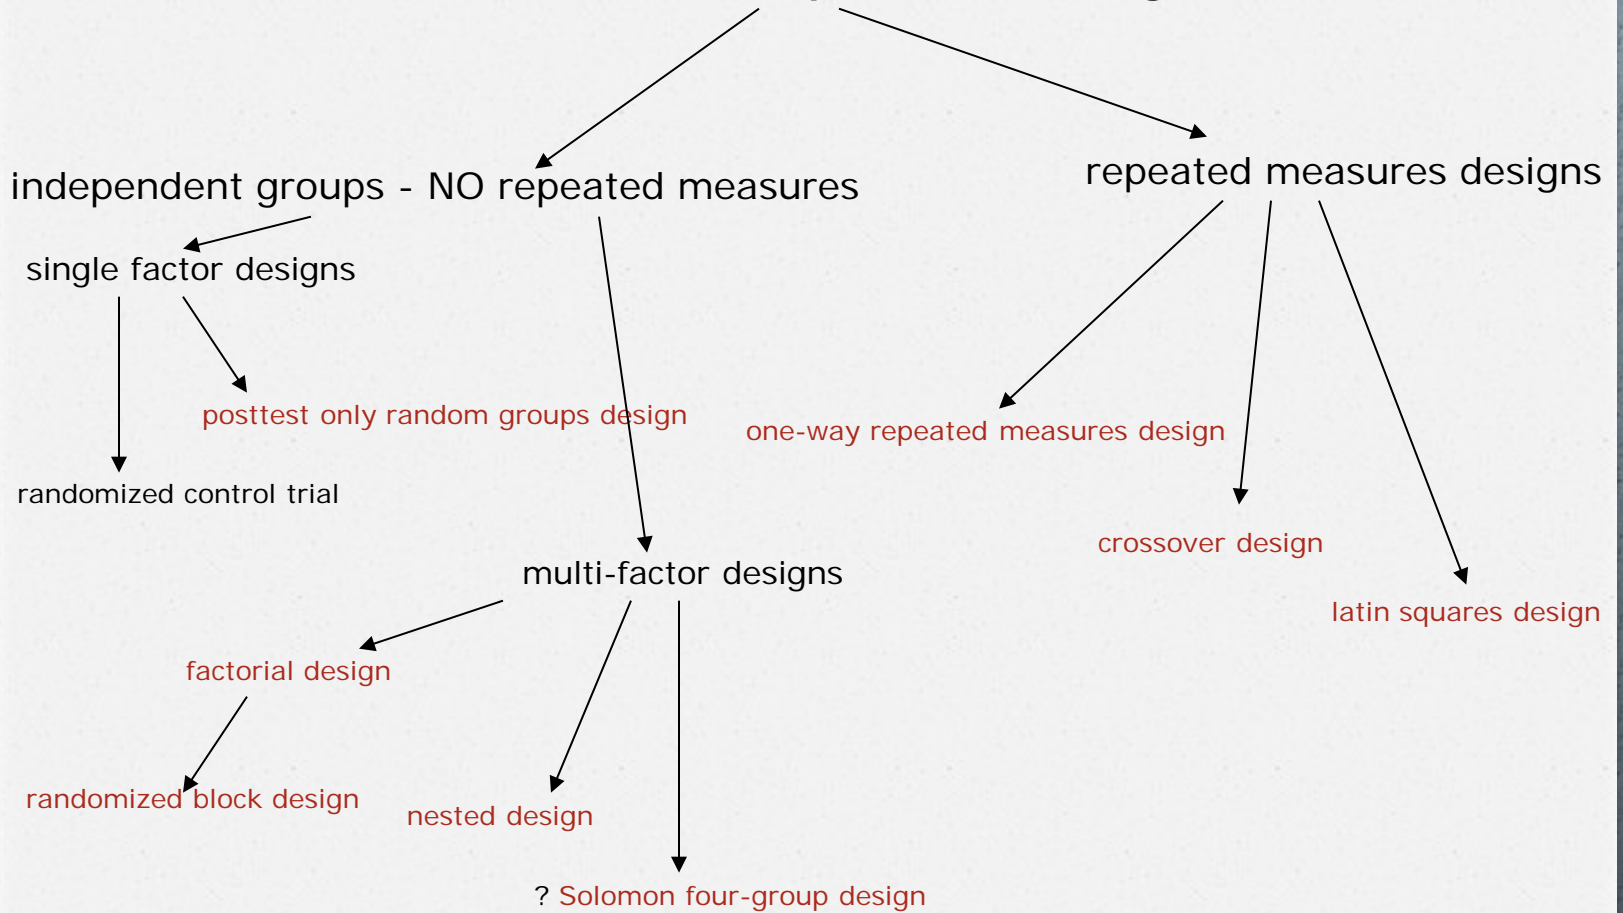 repeated measures designs
independent groups - NO repeated measures
single factor designs
posttest only random groups design
one-way repeated measures design
randomized control trial
crossover design
multi-factor designs
latin squares design
factorial design
randomized block design
nested design
? Solomon four-group design